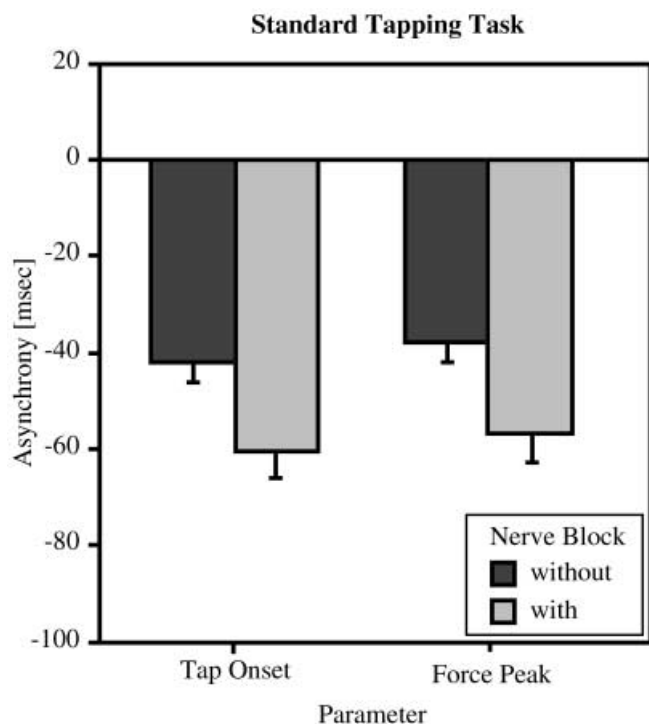 Standard Tapping Task
20
0
-20
-40
-60
-80
-100
Asynchrony [msec]
Nerve Block
without
with
Tap Onset
Force Peak
Parameter